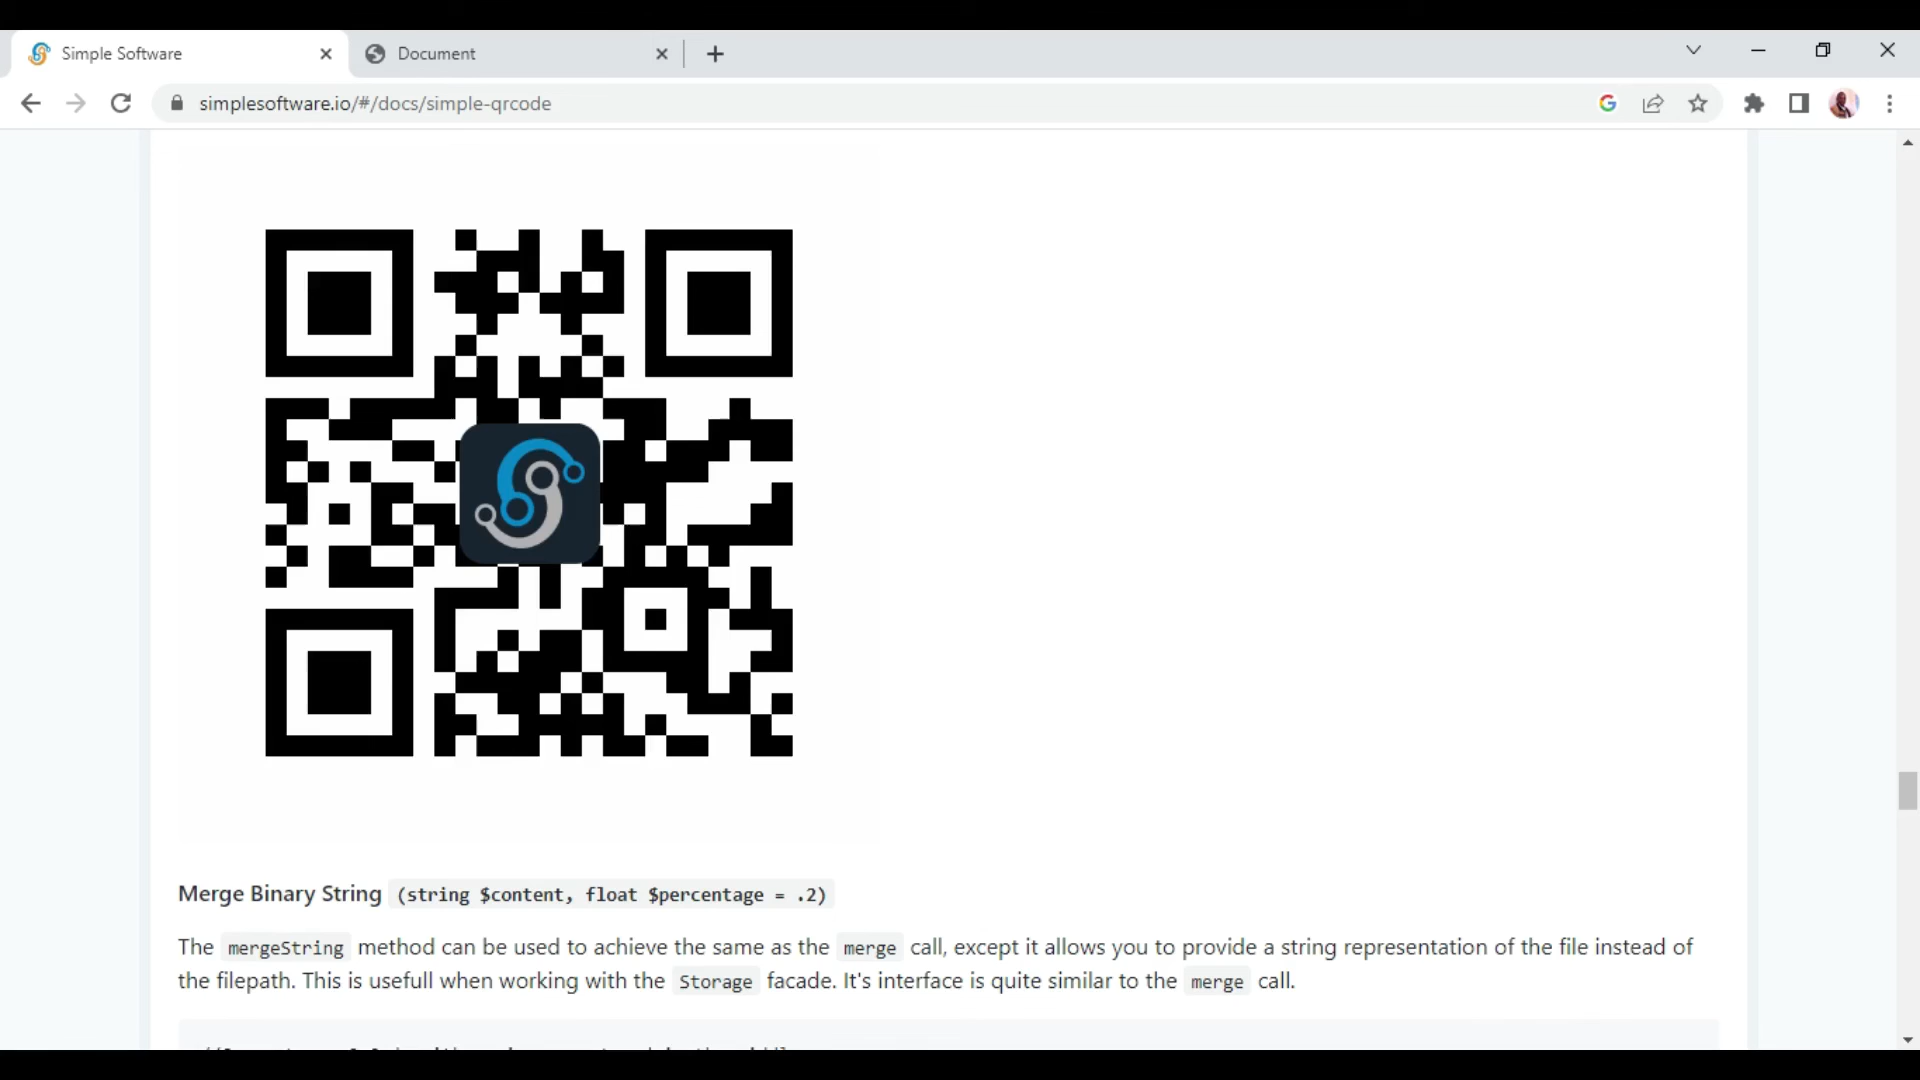 Simple Software
Document
simplesoftware.io/#/docs/simple-qrcode
Merge Binary String (string $content, float $percentage = .2)
The mergeString method can be used to achieve the same as the merge call, except it allows you to provide a string representation of the file instead of
the filepath. This is usefull when working with the Storage facade. It's interface is quite similar to the merge call.